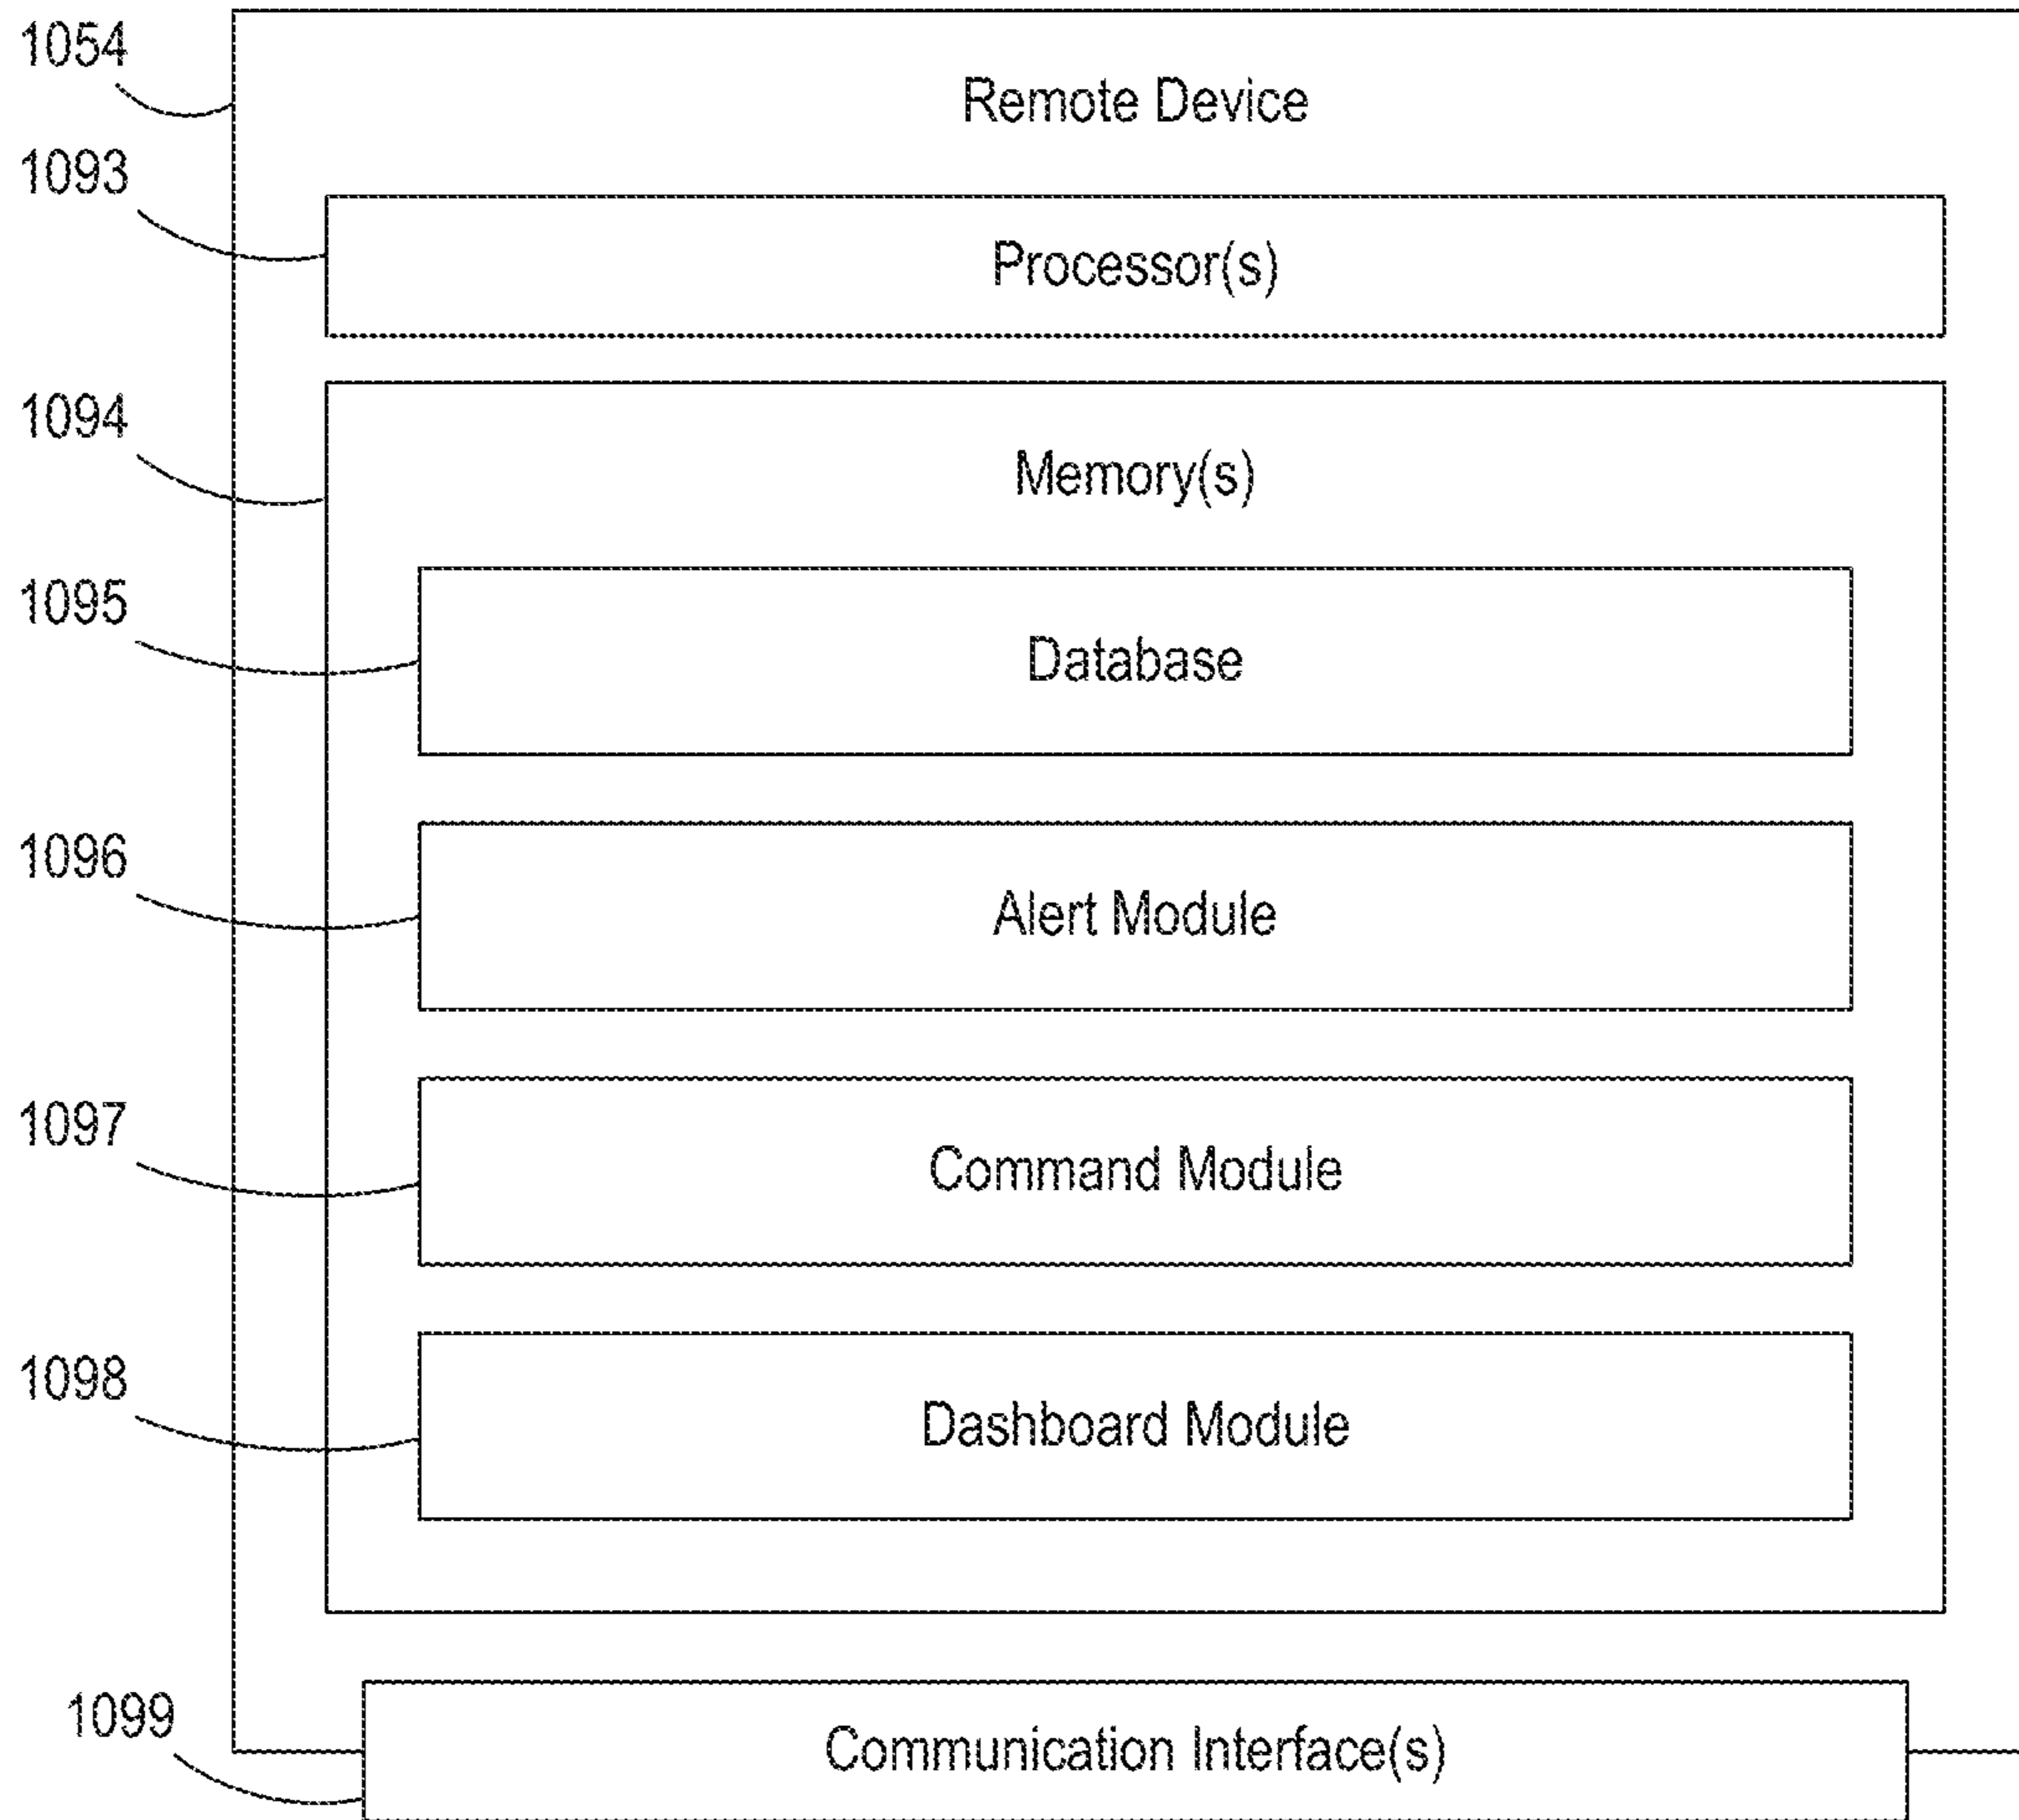 1054
Remote Device
1093
Processor(s)
1094
Memory(s)
1095
Database
1096
Alert Module
1097
Command Module
1098
Dashboard Module
1099
Communication Interface(s)